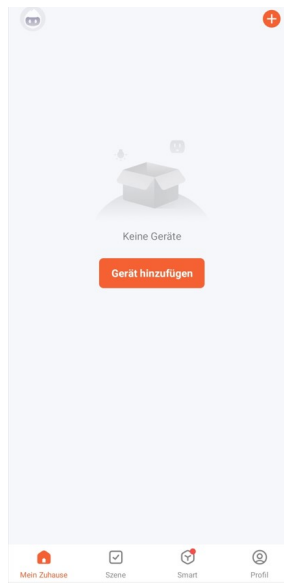 Keine Geräte
Gerät hinzufügen
Mein Zuhause
Szene
Smart
Profil